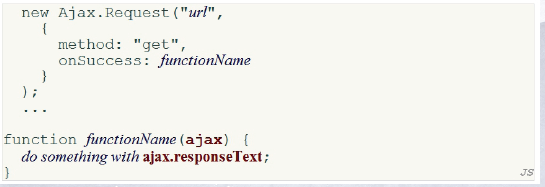 new Ajax.Request("url",
{
method: "get",
onSuccess: functionName
}
);
...
function functionName(ajax) {
do something with ajax.responseText;
}
JS